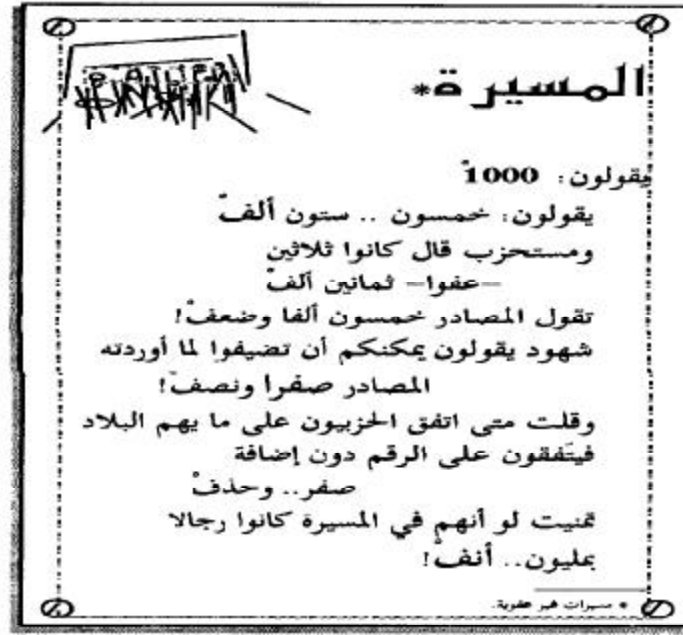 المسيرة*
يقولون: 1000ً
يقولون: خمسون .. ستون ألفْ
ومستحزب قال كانوا ثلاثين
–عفوا– ثمانين ألفْ
تقول المصادر خمسون ألفا وضعفْ!
شهود يقولون يمكنكم أن تضيفوا لما أوردته
المصادر صفرا ونصفْ!
وقلت متى اتفق الحزبيون على ما يهم البلاد
فيتّفقون على الرقم دون إضافة
صفر.. وحذفْ
تمنيت لو أنهم في المسيرة كانوا رجالا
بمليون.. أنفْ!
* مسيرات غير عفوية.